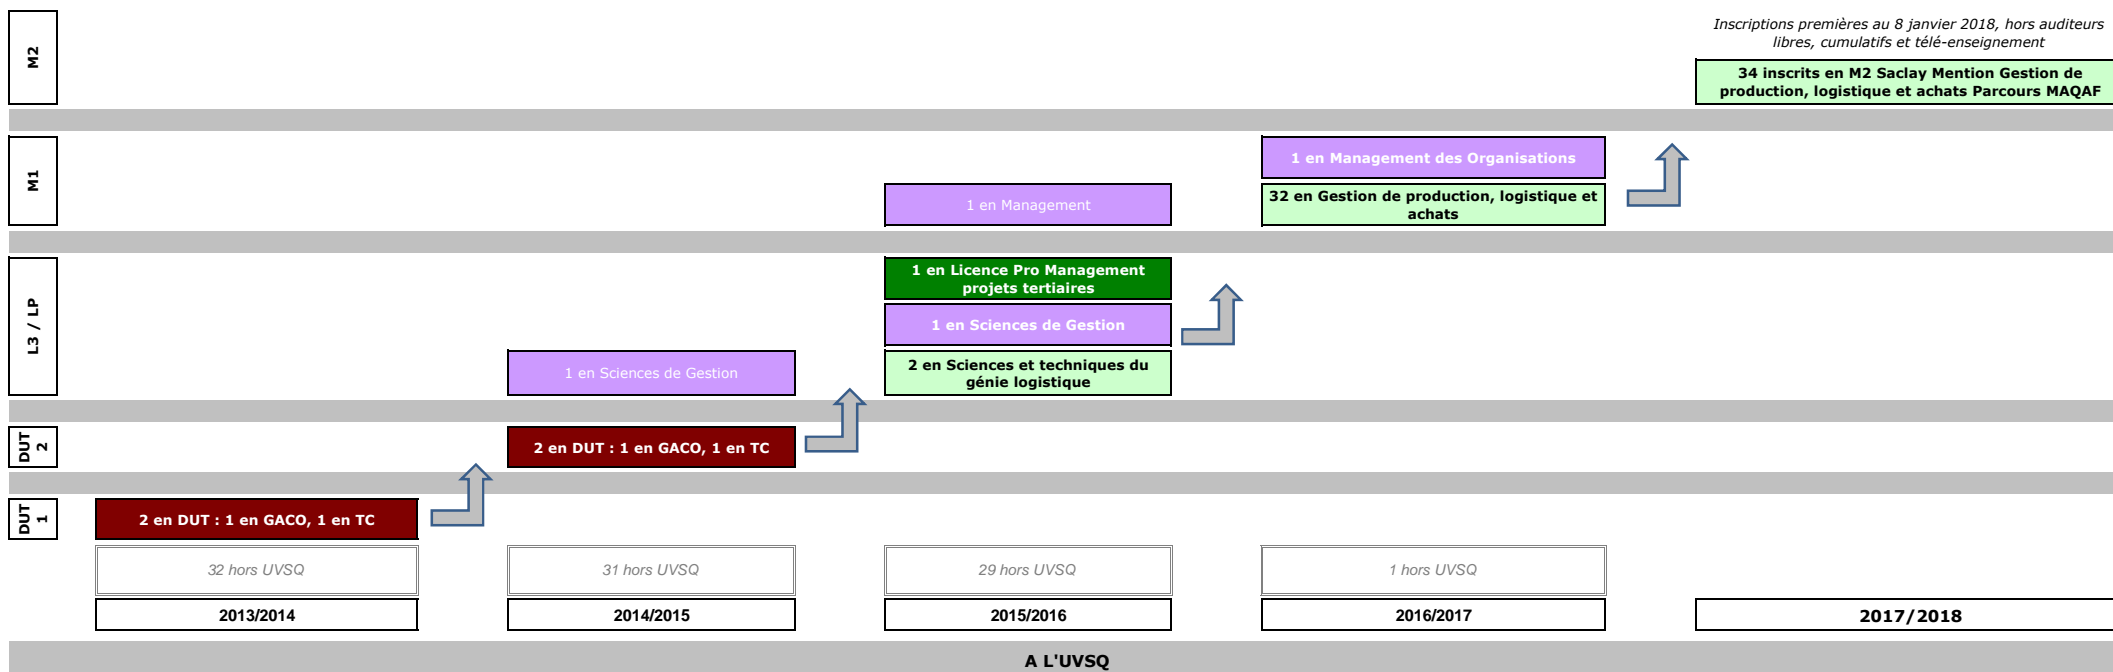 M2
Inscriptions premières au 8 janvier 2018, hors auditeurs
libres, cumulatifs et télé-enseignement
34 inscrits en M2 Saclay Mention Gestion de
production, logistique et achats Parcours MAQAF
M1
1 en Management des Organisations
1 en Management
32 en Gestion de production, logistique et
achats
L3 / LP
1 en Licence Pro Management
projets tertiaires
1 en Sciences de Gestion
1 en Sciences de Gestion
2 en Sciences et techniques du
génie logistique
DUT
2
2 en DUT : 1 en GACO, 1 en TC
DUT
1
2 en DUT : 1 en GACO, 1 en TC
32 hors UVSQ
31 hors UVSQ
29 hors UVSQ
1 hors UVSQ
2013/2014
2014/2015
2015/2016
2016/2017
2017/2018
A L'UVSQ